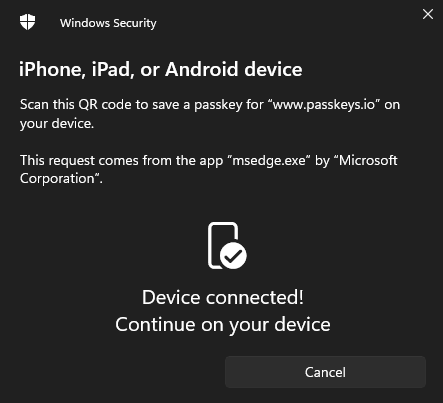 Windows Security
iPhone, iPad, or Android device
Scan this QR code to save a passkey for “www.passkeys.io” on
your device.
This request comes from the app “msedge.exe” by “Microsoft
Corporation”.
Device connected!
Continue on your device
Cancel